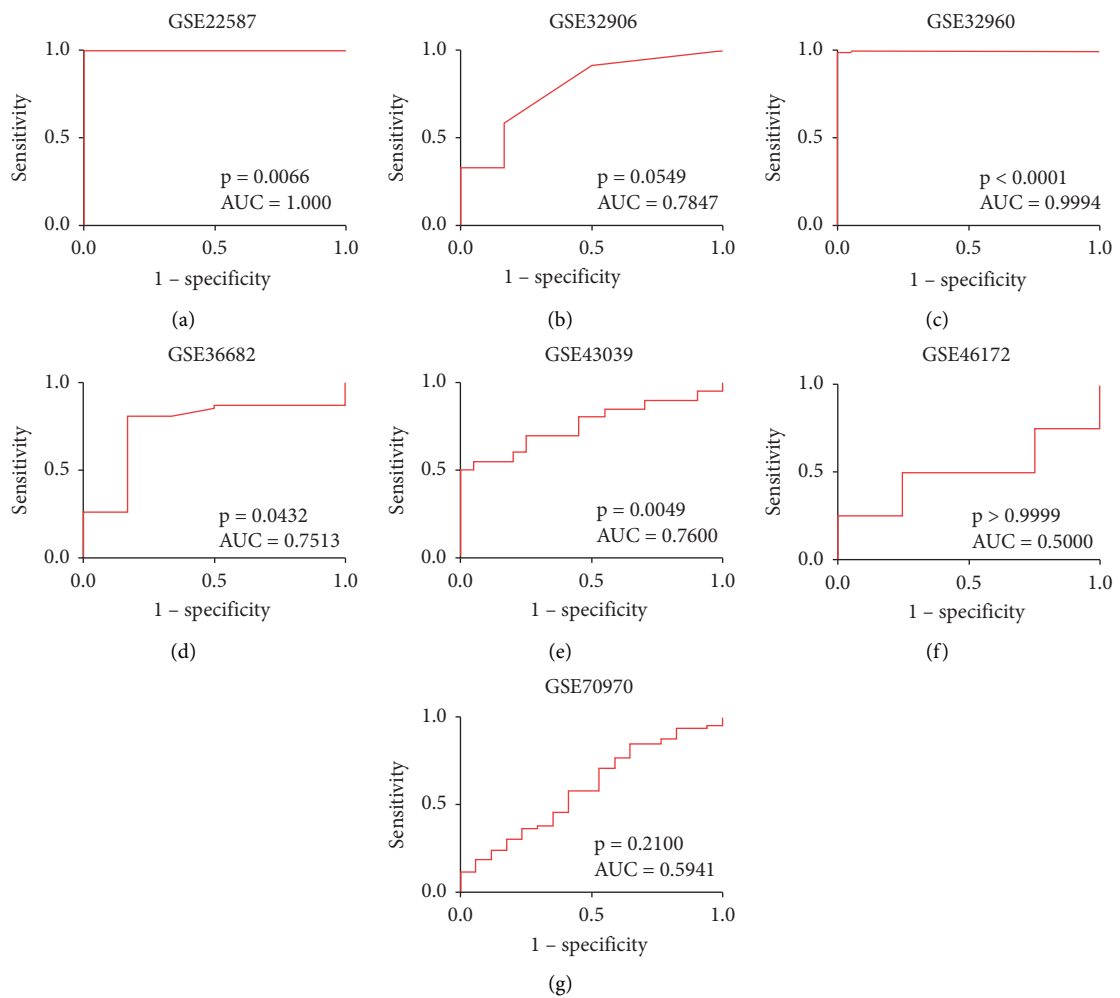 GSE22587
Sensitivity
1.0
0.5
0.0
p = 0.0066
AUC = 1.000
0.0 0.5 1.0
1 – specificity
(a)
GSE32906
Sensitivity
1.0
0.5
0.0
p = 0.0549
AUC = 0.7847
0.0 0.5 1.0
1 – specificity
(b)
GSE32960
Sensitivity
1.0
0.5
0.0
p < 0.0001
AUC = 0.9994
0.0 0.5 1.0
1 – specificity
(c)
GSE36682
Sensitivity
1.0
0.5
0.0
p = 0.0432
AUC = 0.7513
0.0 0.5 1.0
1 – specificity
(d)
GSE43039
Sensitivity
1.0
0.5
0.0
p = 0.0049
AUC = 0.7600
0.0 0.5 1.0
1 – specificity
(e)
GSE46172
Sensitivity
1.0
0.5
0.0
p > 0.9999
AUC = 0.5000
0.0 0.5 1.0
1 – specificity
(f)
GSE70970
Sensitivity
1.0
0.5
0.0
p = 0.2100
AUC = 0.5941
0.0 0.5 1.0
1 – specificity
(g)